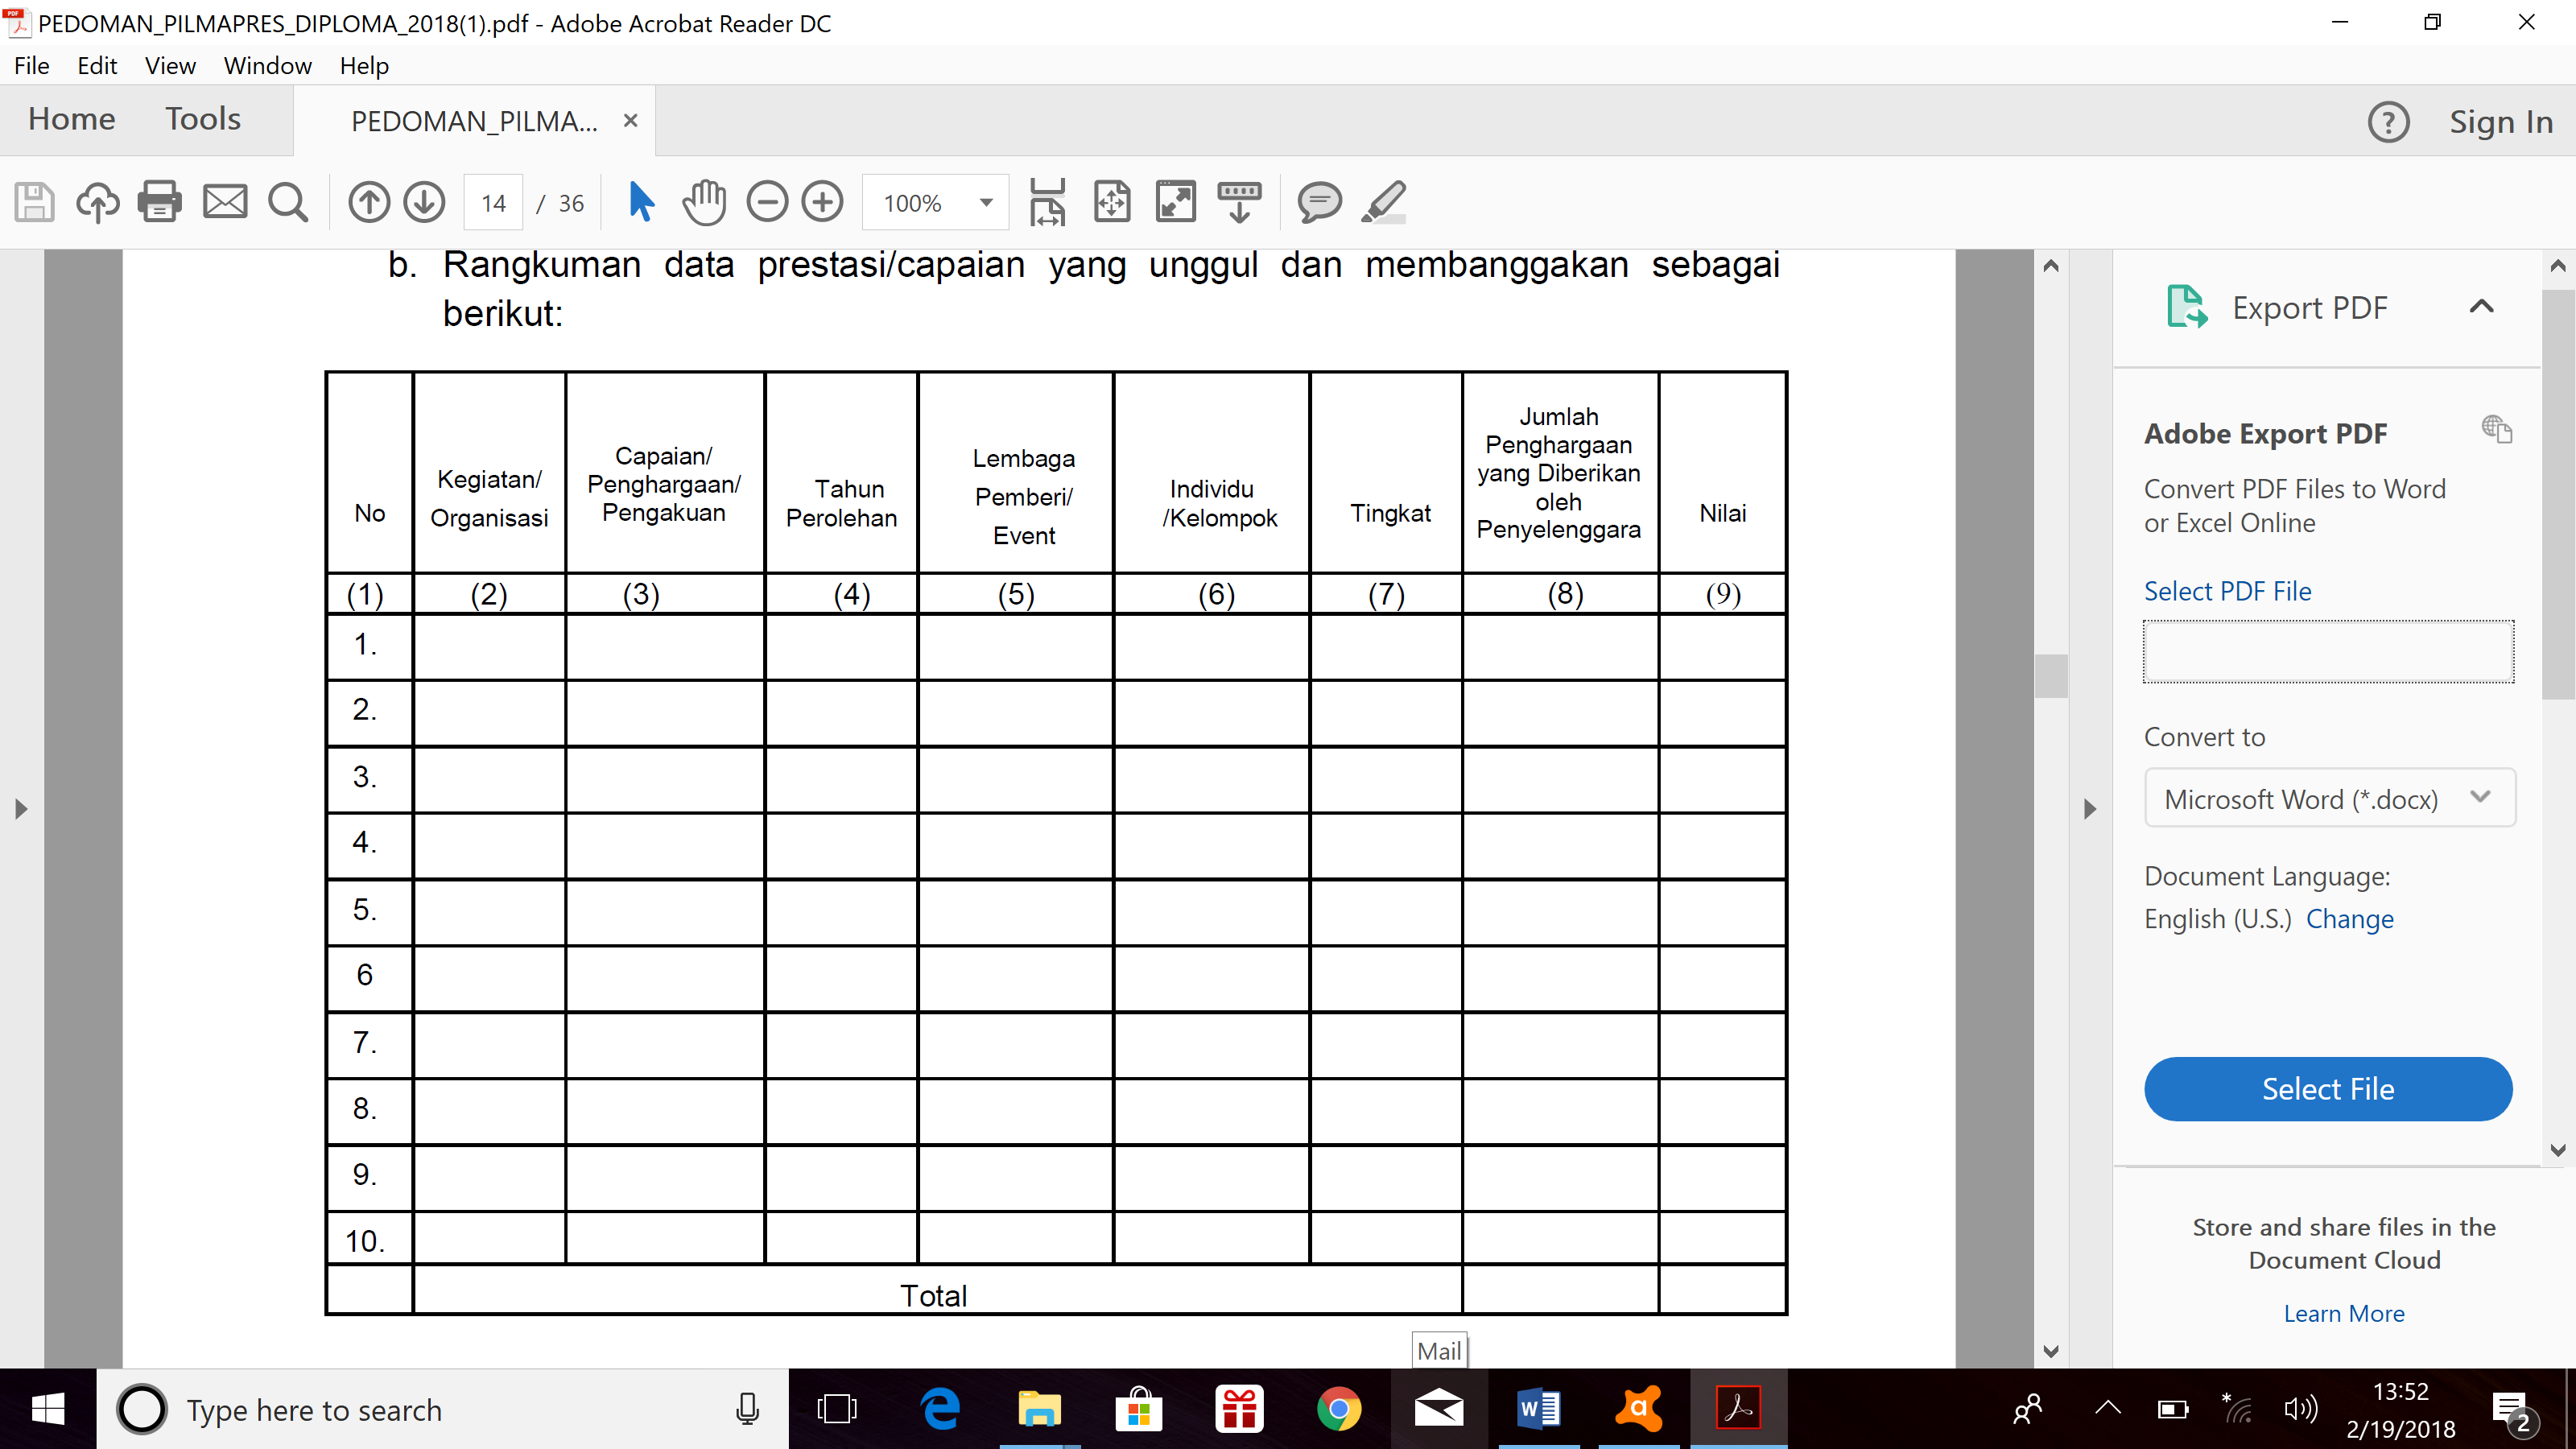 PEDOMAN_PILMAPRES_DIPLOMA_2018(1).pdf - Adobe Acrobat Reader DC
File Edit View Window Help
Home Tools PEDOMAN_PILMA... × ? Sign In
14 / 36 100%
b. Rangkuman data prestasi/capaian yang unggul dan membanggakan sebagai
berikut:
No
Kegiatan/
Organisasi
Capaian/
Penghargaan/
Pengakuan
Tahun
Perolehan
Lembaga
Pemberi/
Event
Individu
/Kelompok
Tingkat
Jumlah
Penghargaan
yang Diberikan
oleh
Penyelenggara
Nilai
(1) (2) (3) (4) (5) (6) (7) (8) (9)
1.
2.
3.
4.
5.
6
7.
8.
9.
10.
Total
Export PDF
Adobe Export PDF
Convert PDF Files to Word
or Excel Online
Select PDF File
Convert to
Microsoft Word (*.docx)
Document Language:
English (U.S.) Change
Select File
Store and share files in the
Document Cloud
Learn More
Mail
Type here to search
13:52
2/19/2018
2